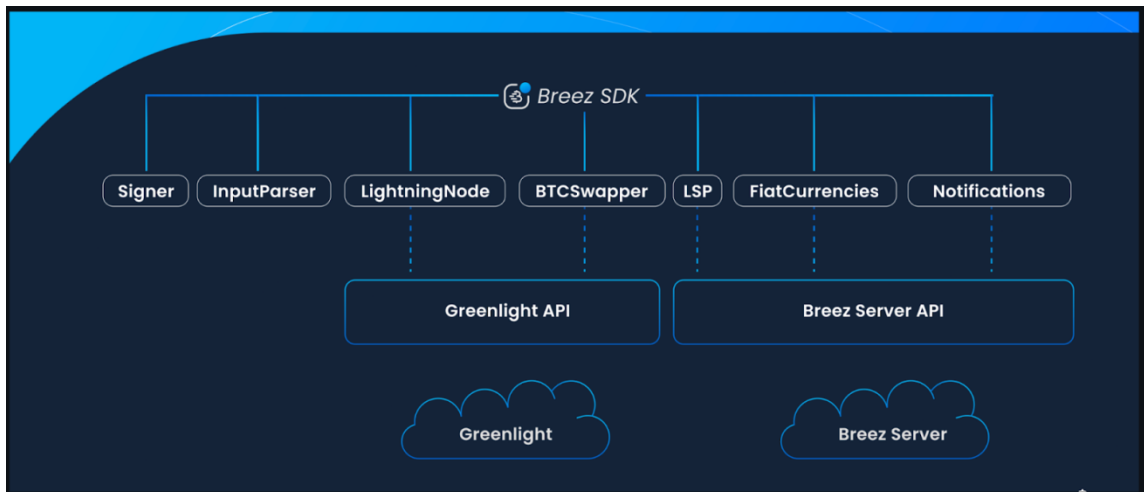 Breez SDK
Signer InputParser LightningNode BTCSwapper LSP FiatCurrencies Notifications
Greenlight API Breez Server API
Greenlight Breez Server